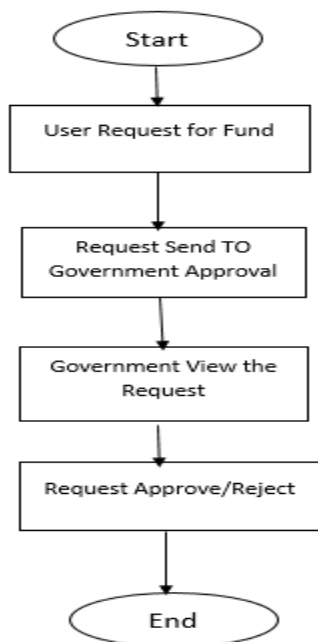 Start
User Request for Fund
Request Send TO
Government Approval
Government View the
Request
Request Approve/Reject
End